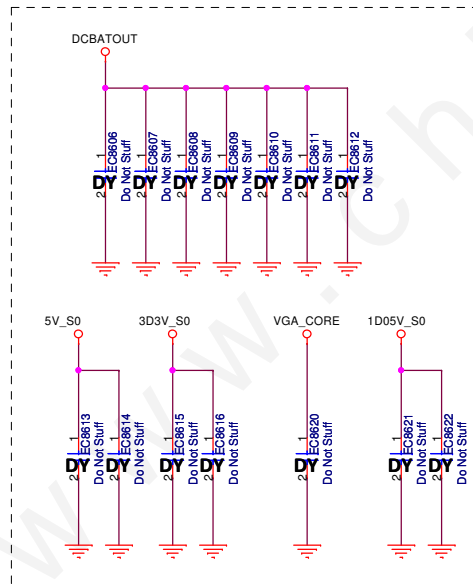 DCBATOUT
1
EC8606
2
DY
Do Not Stuff
1
EC8607
2
DY
Do Not Stuff
1
EC8608
2
DY
Do Not Stuff
1
EC8609
2
DY
Do Not Stuff
1
EC8610
2
DY
Do Not Stuff
1
EC8611
2
DY
Do Not Stuff
1
EC8612
2
DY
Do Not Stuff
5V_S0
3D3V_S0
VGA_CORE
1D05V_S0
1
EC8613
2
DY
Do Not Stuff
1
EC8614
2
DY
Do Not Stuff
1
EC8615
2
DY
Do Not Stuff
1
EC8616
2
DY
Do Not Stuff
1
EC8620
2
DY
Do Not Stuff
1
EC8621
2
DY
Do Not Stuff
1
EC8622
2
DY
Do Not Stuff
www.ch